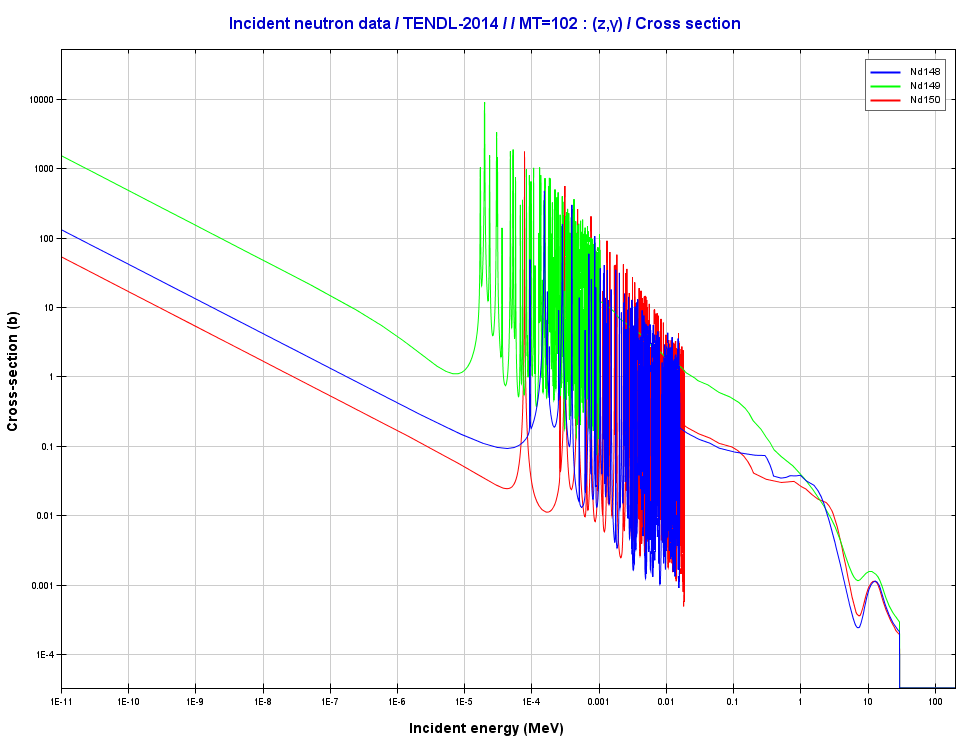 Incident neutron data / TENDL-2014 / / MT=102 : (z,γ) / Cross section
Nd148
Nd149
Nd150
10000
1000
100
10
1
0.1
0.01
0.001
1E-4
Cross-section (b)
1E-11 1E-10 1E-9 1E-8 1E-7 1E-6 1E-5 1E-4 0.001 0.01 0.1 1 10 100
Incident energy (MeV)